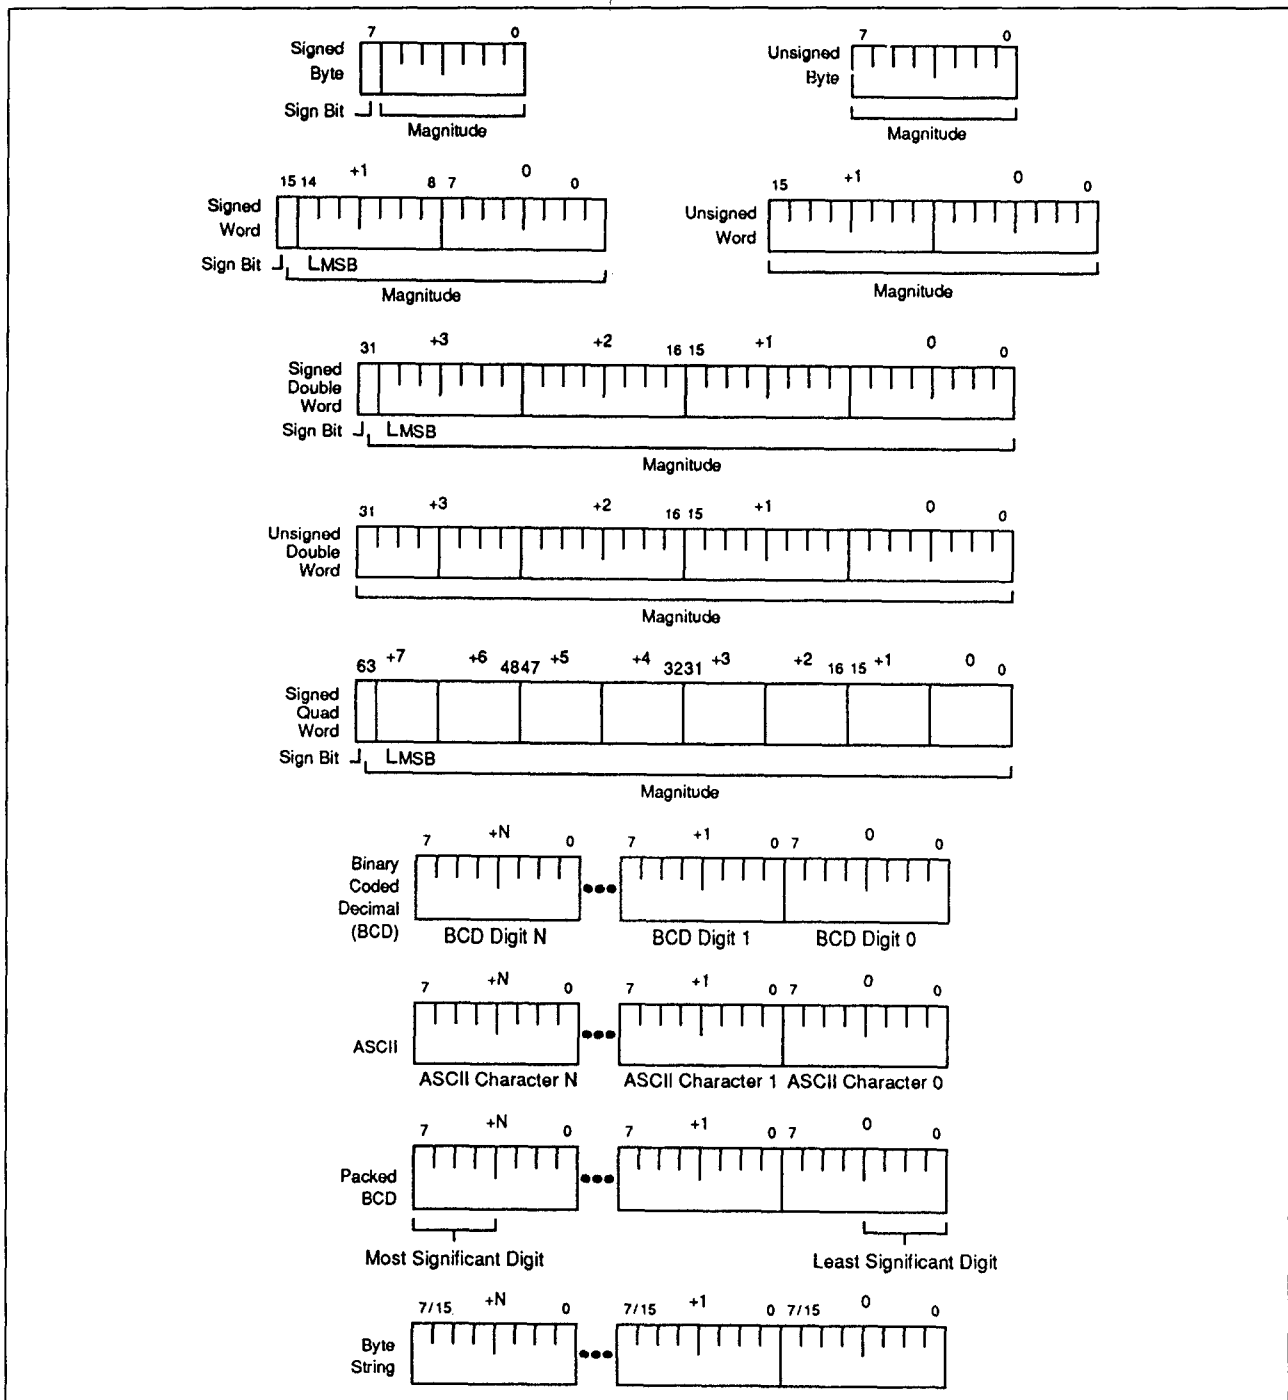 7 0
Signed
Byte
Sign Bit
Magnitude
7 0
Unsigned
Byte
Magnitude
15 14 +1 8 7 0 0
Signed
Word
Sign Bit MSB
Magnitude
15 +1 0 0
Unsigned
Word
Magnitude
31 +3 +2 16 15 +1 0 0
Signed
Double
Word
Sign Bit MSB
Magnitude
31 +3 +2 16 15 +1 0 0
Unsigned
Double
Word
Magnitude
63 +7 +6 4847 +5 +4 3231 +3 +2 16 15 +1 0 0
Signed
Quad
Word
Sign Bit MSB
Magnitude
7 +N 0 7 +1 0 7 0 0
Binary
Coded
Decimal
(BCD)
BCD Digit N BCD Digit 1 BCD Digit 0
7 +N 0 7 +1 0 7 0 0
ASCII
ASCII Character N ASCII Character 1 ASCII Character 0
7 +N 0 7 +1 0 7 0 0
Packed
BCD
Most Significant Digit Least Significant Digit
7/15 +N 0 7/15 +1 0 7/15 0 0
Byte
String